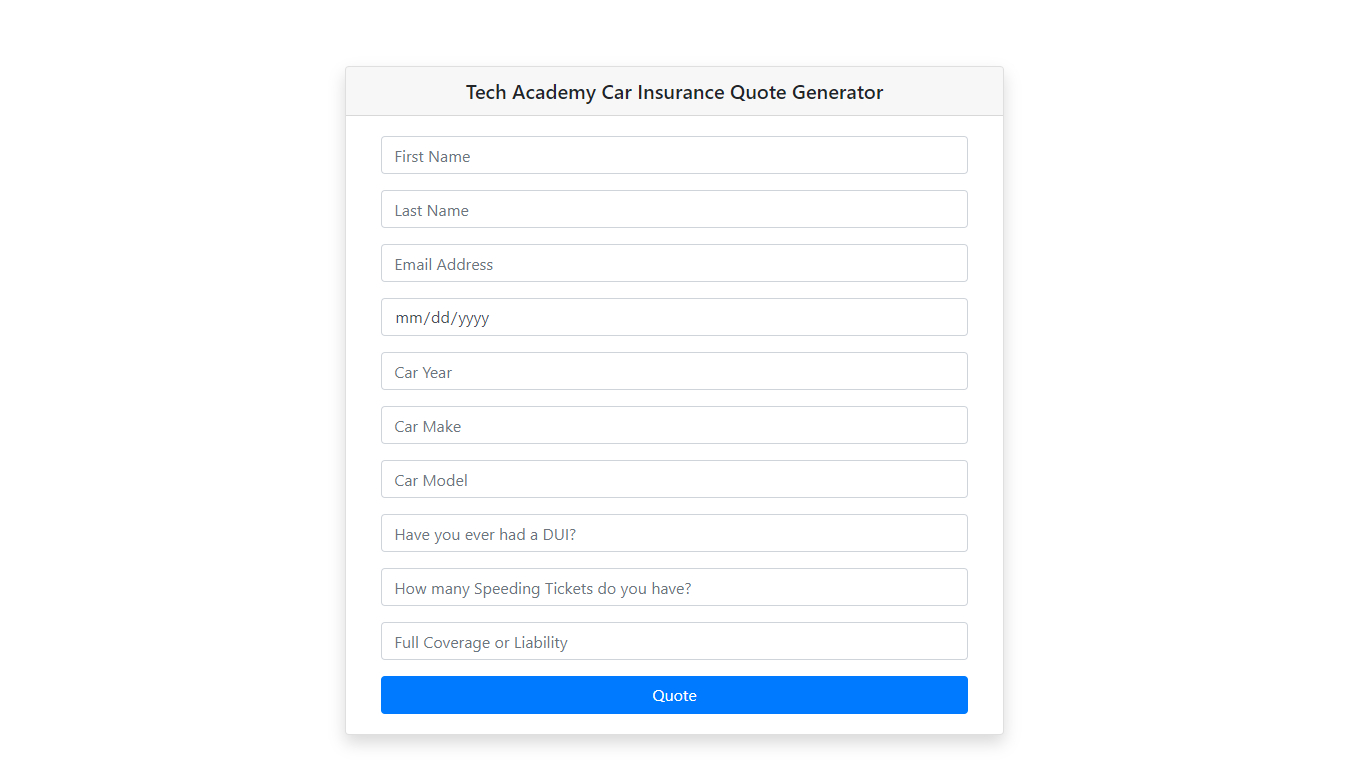 Tech Academy Car Insurance Quote Generator
First Name
Last Name
Email Address
mm/dd/yyyy
Car Year
Car Make
Car Model
Have you ever had a DUI?
How many Speeding Tickets do you have?
Full Coverage or Liability
Quote